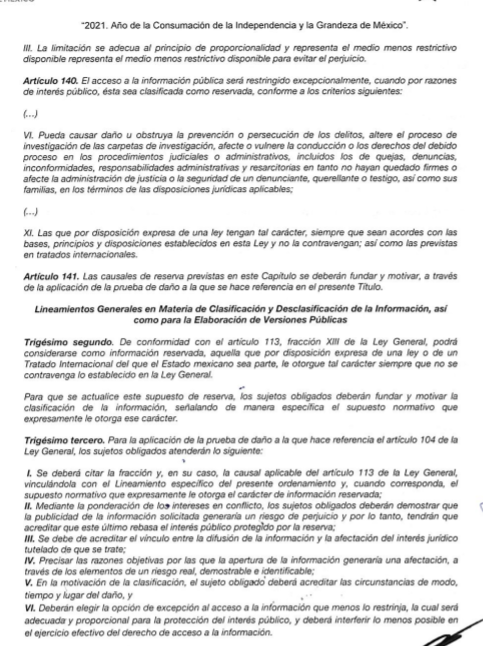 "2021. Año de la Consumación de la Independencia y la Grandeza de México".
III. La limitación se adecua al principio de proporcionalidad y representa el medio menos restrictivo
disponible representa el medio menos restrictivo disponible para evitar el perjuicio.
Artículo 140. El acceso a la información pública será restringido excepcionalmente, cuando por razones
de interés público, ésta sea clasificada como reservada, conforme a los criterios siguientes:
(...)
VI. Pueda causar daño u obstruya la prevención o persecución de los delitos, altere el proceso de
investigación de las carpetas de investigación, afecte o vulnere la conducción o los derechos del debido
proceso en los procedimientos judiciales o administrativos, incluidos los de quejas, denuncias,
inconformidades, responsabilidades administrativas y resarcitorias en tanto no hayan quedado firmes o
afecte la administración de justicia o la seguridad de un denunciante, querellante o testigo, así como sus
familias, en los términos de las disposiciones jurídicas aplicables;
(...)
XI. Las que por disposición expresa de una ley tengan tal carácter, siempre que sean acordes con las
bases, principios y disposiciones establecidos en esta Ley y no la contravengan; así como las previstas
en tratados internacionales.
Artículo 141. Las causales de reserva previstas en este Capítulo se deberán fundar y motivar, a través
de la aplicación de la prueba de daño a la que se hace referencia en el presente Título.
Lineamientos Generales en Materia de Clasificación y Desclasificación de la Información, así
como para la Elaboración de Versiones Públicas
Trigésimo segundo. De conformidad con el artículo 113, fracción XIII de la Ley General, podrá
considerarse como información reservada, aquella que por disposición expresa de una ley o de un
Tratado Internacional del que el Estado mexicano sea parte, le otorgue tal carácter siempre que no se
contravenga lo establecido en la Ley General.
Para que se actualice este supuesto de reserva, los sujetos obligados deberán fundar y motivar la
clasificación de la información, señalando de manera específica el supuesto normativo que
expresamente le otorga ese carácter.
Trigésimo tercero. Para la aplicación de la prueba de daño a la que hace referencia el artículo 104 de
la Ley General, los sujetos obligados atenderán lo siguiente:
I. Se deberá citar la fracción y, en su caso, la causal aplicable del artículo 113 de la Ley General,
vinculándola con el Lineamiento específico del presente ordenamiento y, cuando corresponda, el
supuesto normativo que expresamente le otorga el carácter de información reservada;
II. Mediante la ponderación de los intereses en conflicto, los sujetos obligados deberán demostrar que
la publicidad de la información solicitada generaría un riesgo de perjuicio y por lo tanto, tendrán que
acreditar que este último rebasa el interés público protegido por la reserva;
III. Se debe de acreditar el vínculo entre la difusión de la información y la afectación del interés jurídico
tutelado de que se trate;
IV. Precisar las razones objetivas por las que la apertura de la información generaría una afectación, a
través de los elementos de un riesgo real, demostrable e identificable;
V. En la motivación de la clasificación, el sujeto obligado deberá acreditar las circunstancias de modo,
tiempo y lugar del daño, y
VI. Deberán elegir la opción de excepción al acceso a la información que menos lo restrinja, la cual será
adecuada y proporcional para la protección del interés público, y deberá interferir lo menos posible en
el ejercicio efectivo del derecho de acceso a la información.